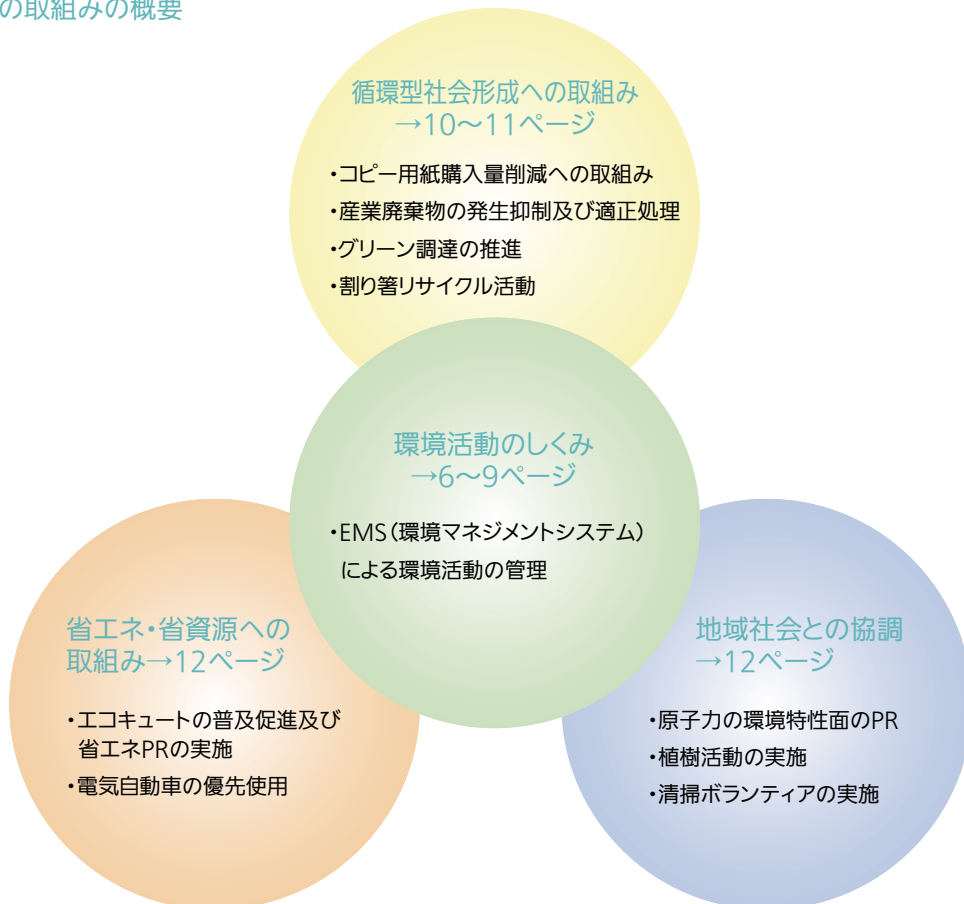 の取組みの概要
循環型社会形成への取組み
→10〜11ページ
・コピー用紙購入量削減への取組み
・産業廃棄物の発生抑制及び適正処理
・グリーン調達の推進
・割り箸リサイクル活動
環境活動のしくみ
→6〜9ページ
・EMS(環境マネジメントシステム)
による環境活動の管理
省エネ・省資源への
取組み→12ページ
・エコキュートの普及促進及び
省エネPRの実施
・電気自動車の優先使用
地域社会との協調
→12ページ
・原子力の環境特性面のPR
・植樹活動の実施
・清掃ボランティアの実施